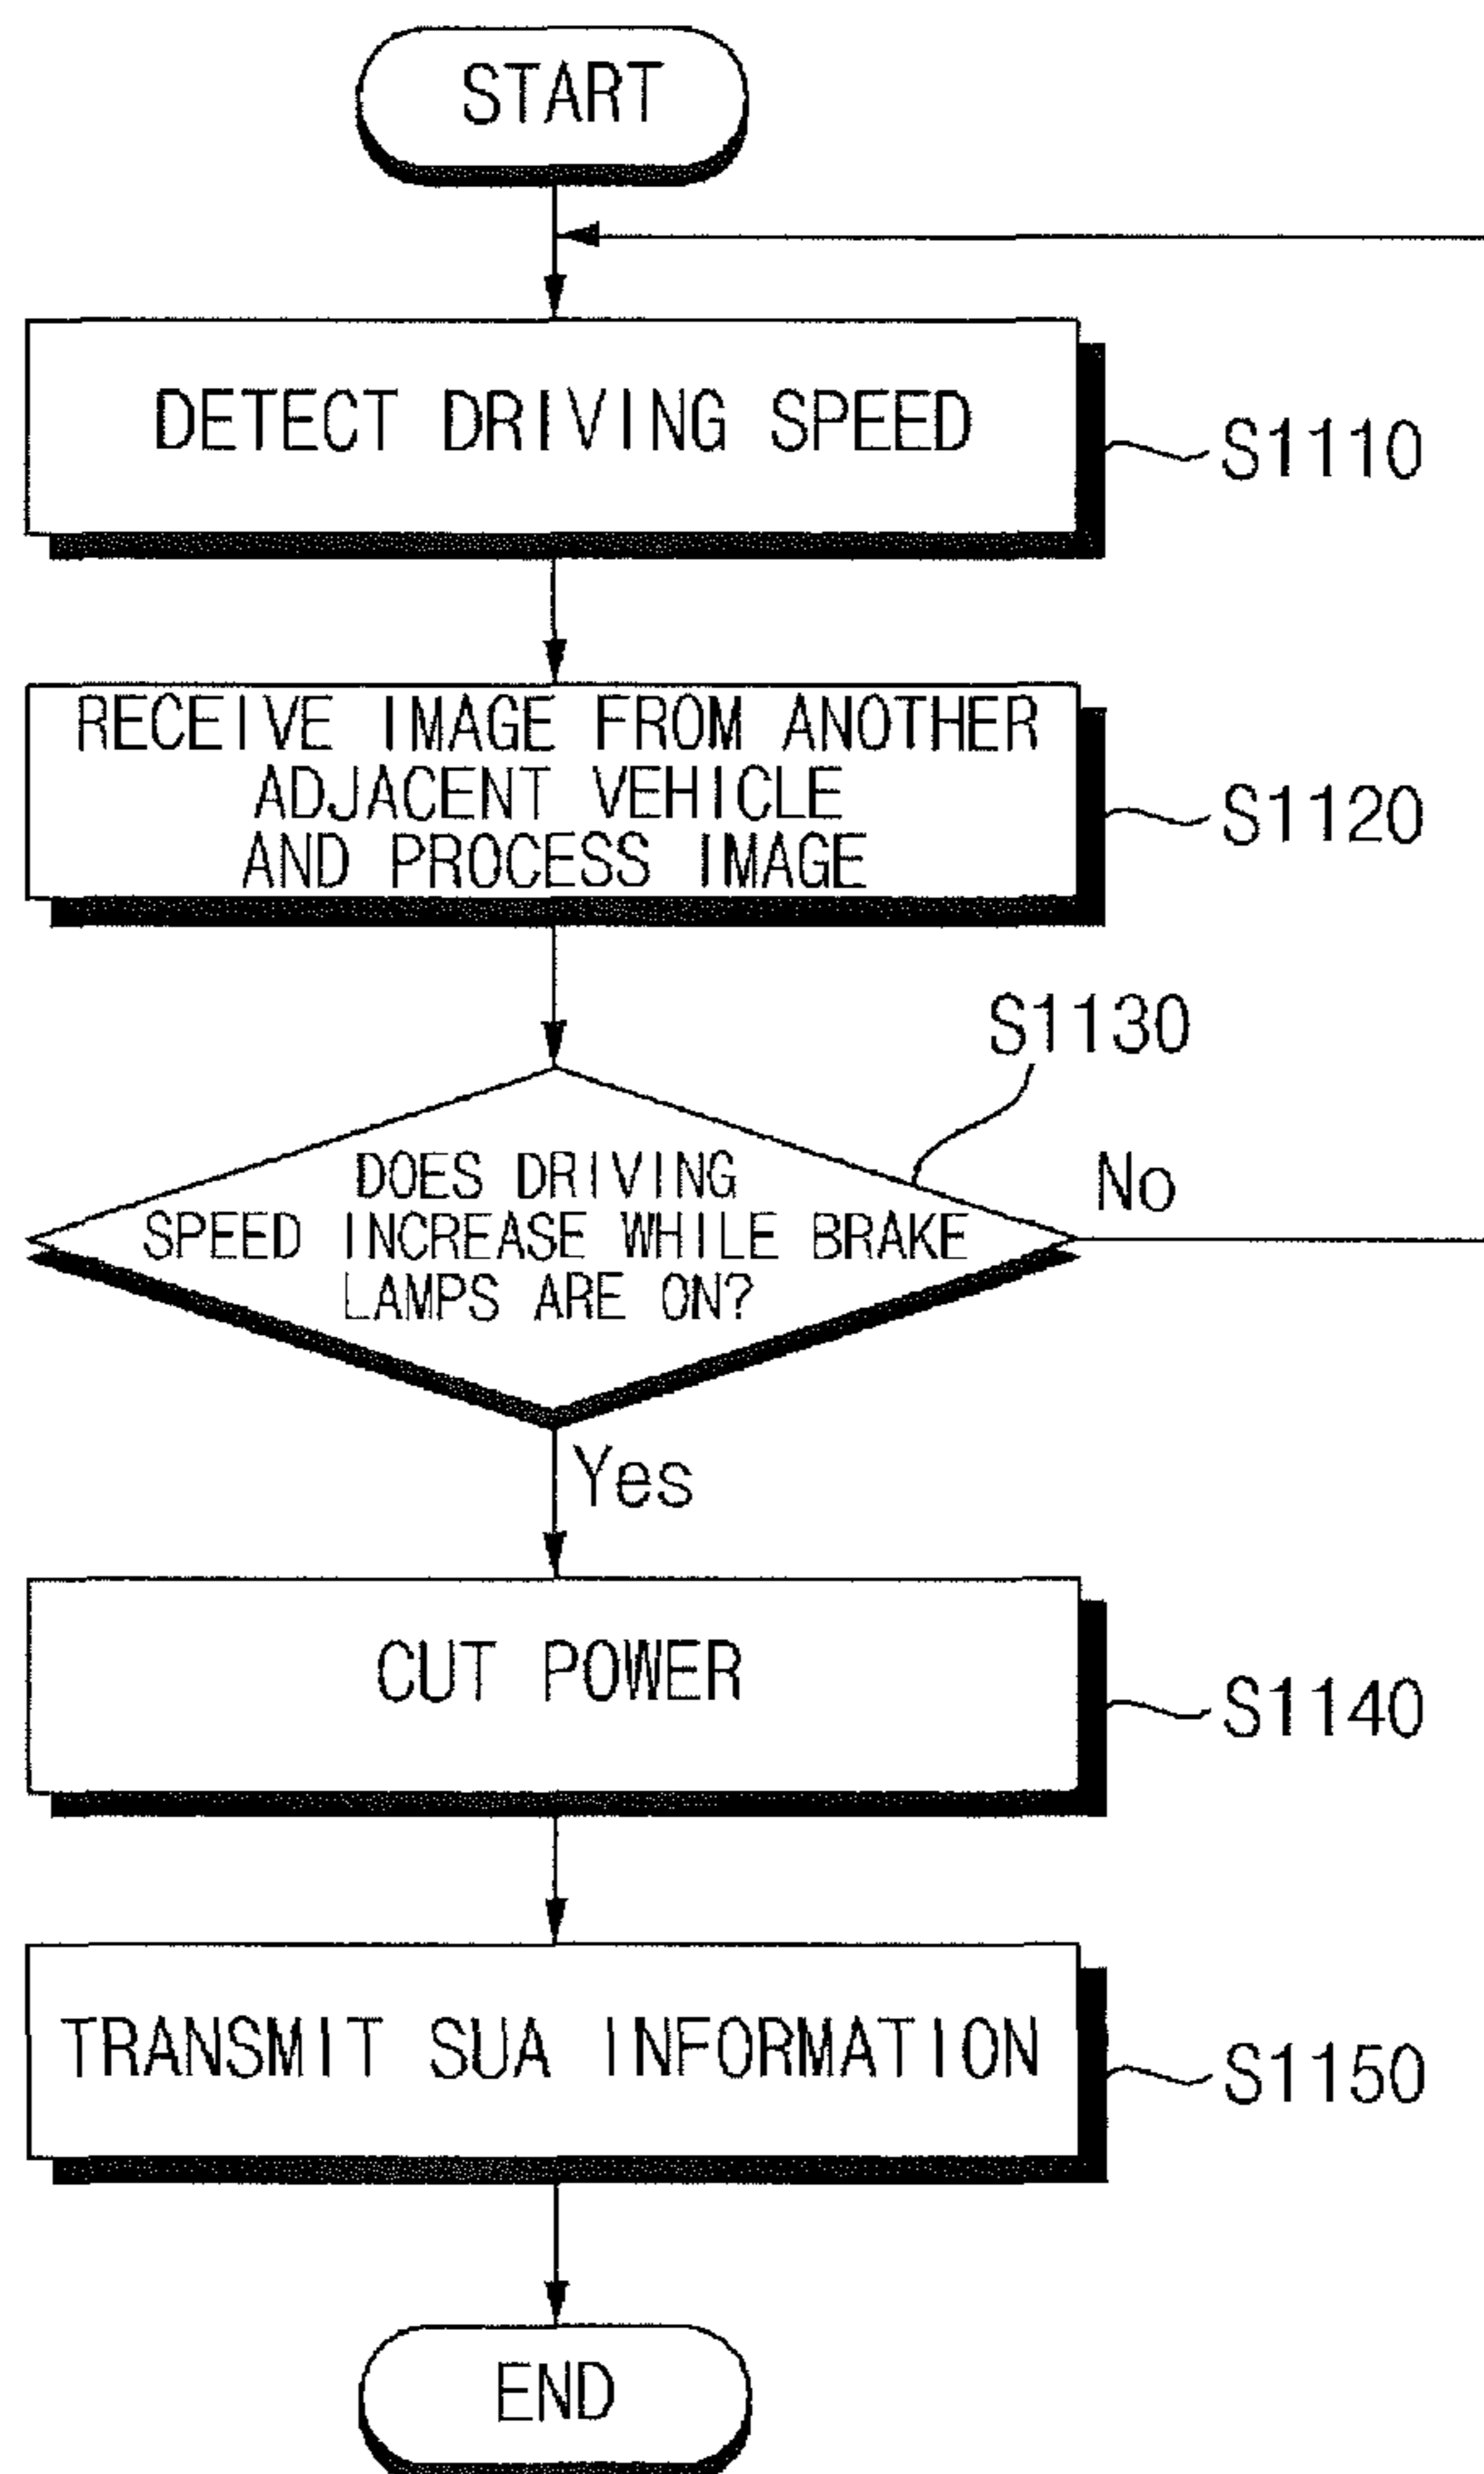 START
DETECT DRIVING SPEED
S1110
RECEIVE IMAGE FROM ANOTHER
ADJACENT VEHICLE
AND PROCESS IMAGE
S1120
S1130
DOES DRIVING
SPEED INCREASE WHILE BRAKE
LAMPS ARE ON?
No
Yes
CUT POWER
S1140
TRANSMIT SUA INFORMATION
S1150
END